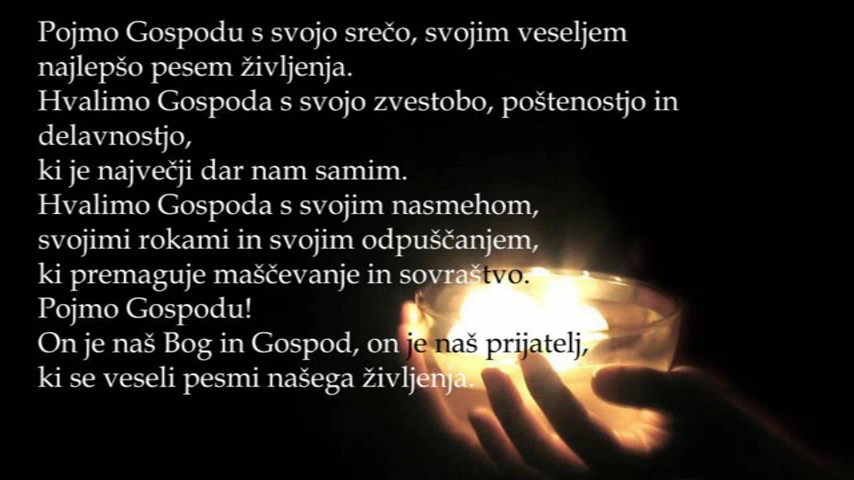 Pojmo Gospodu s svojo srečo, svojim veseljem
najlepšo pesem življenja.
Hvalimo Gospoda s svojo zvestobo, poštenostjo in
delavnostjo,
ki je največji dar nam samim.
Hvalimo Gospoda s svojim nasmehom,
svojimi rokami in svojim odpuščanjem,
ki premaguje maščevanje in sovraštvo.
Pojmo Gospodu!
On je naš Bog in Gospod, on je naš prijatelj,
ki se veseli pesmi našega življenja.